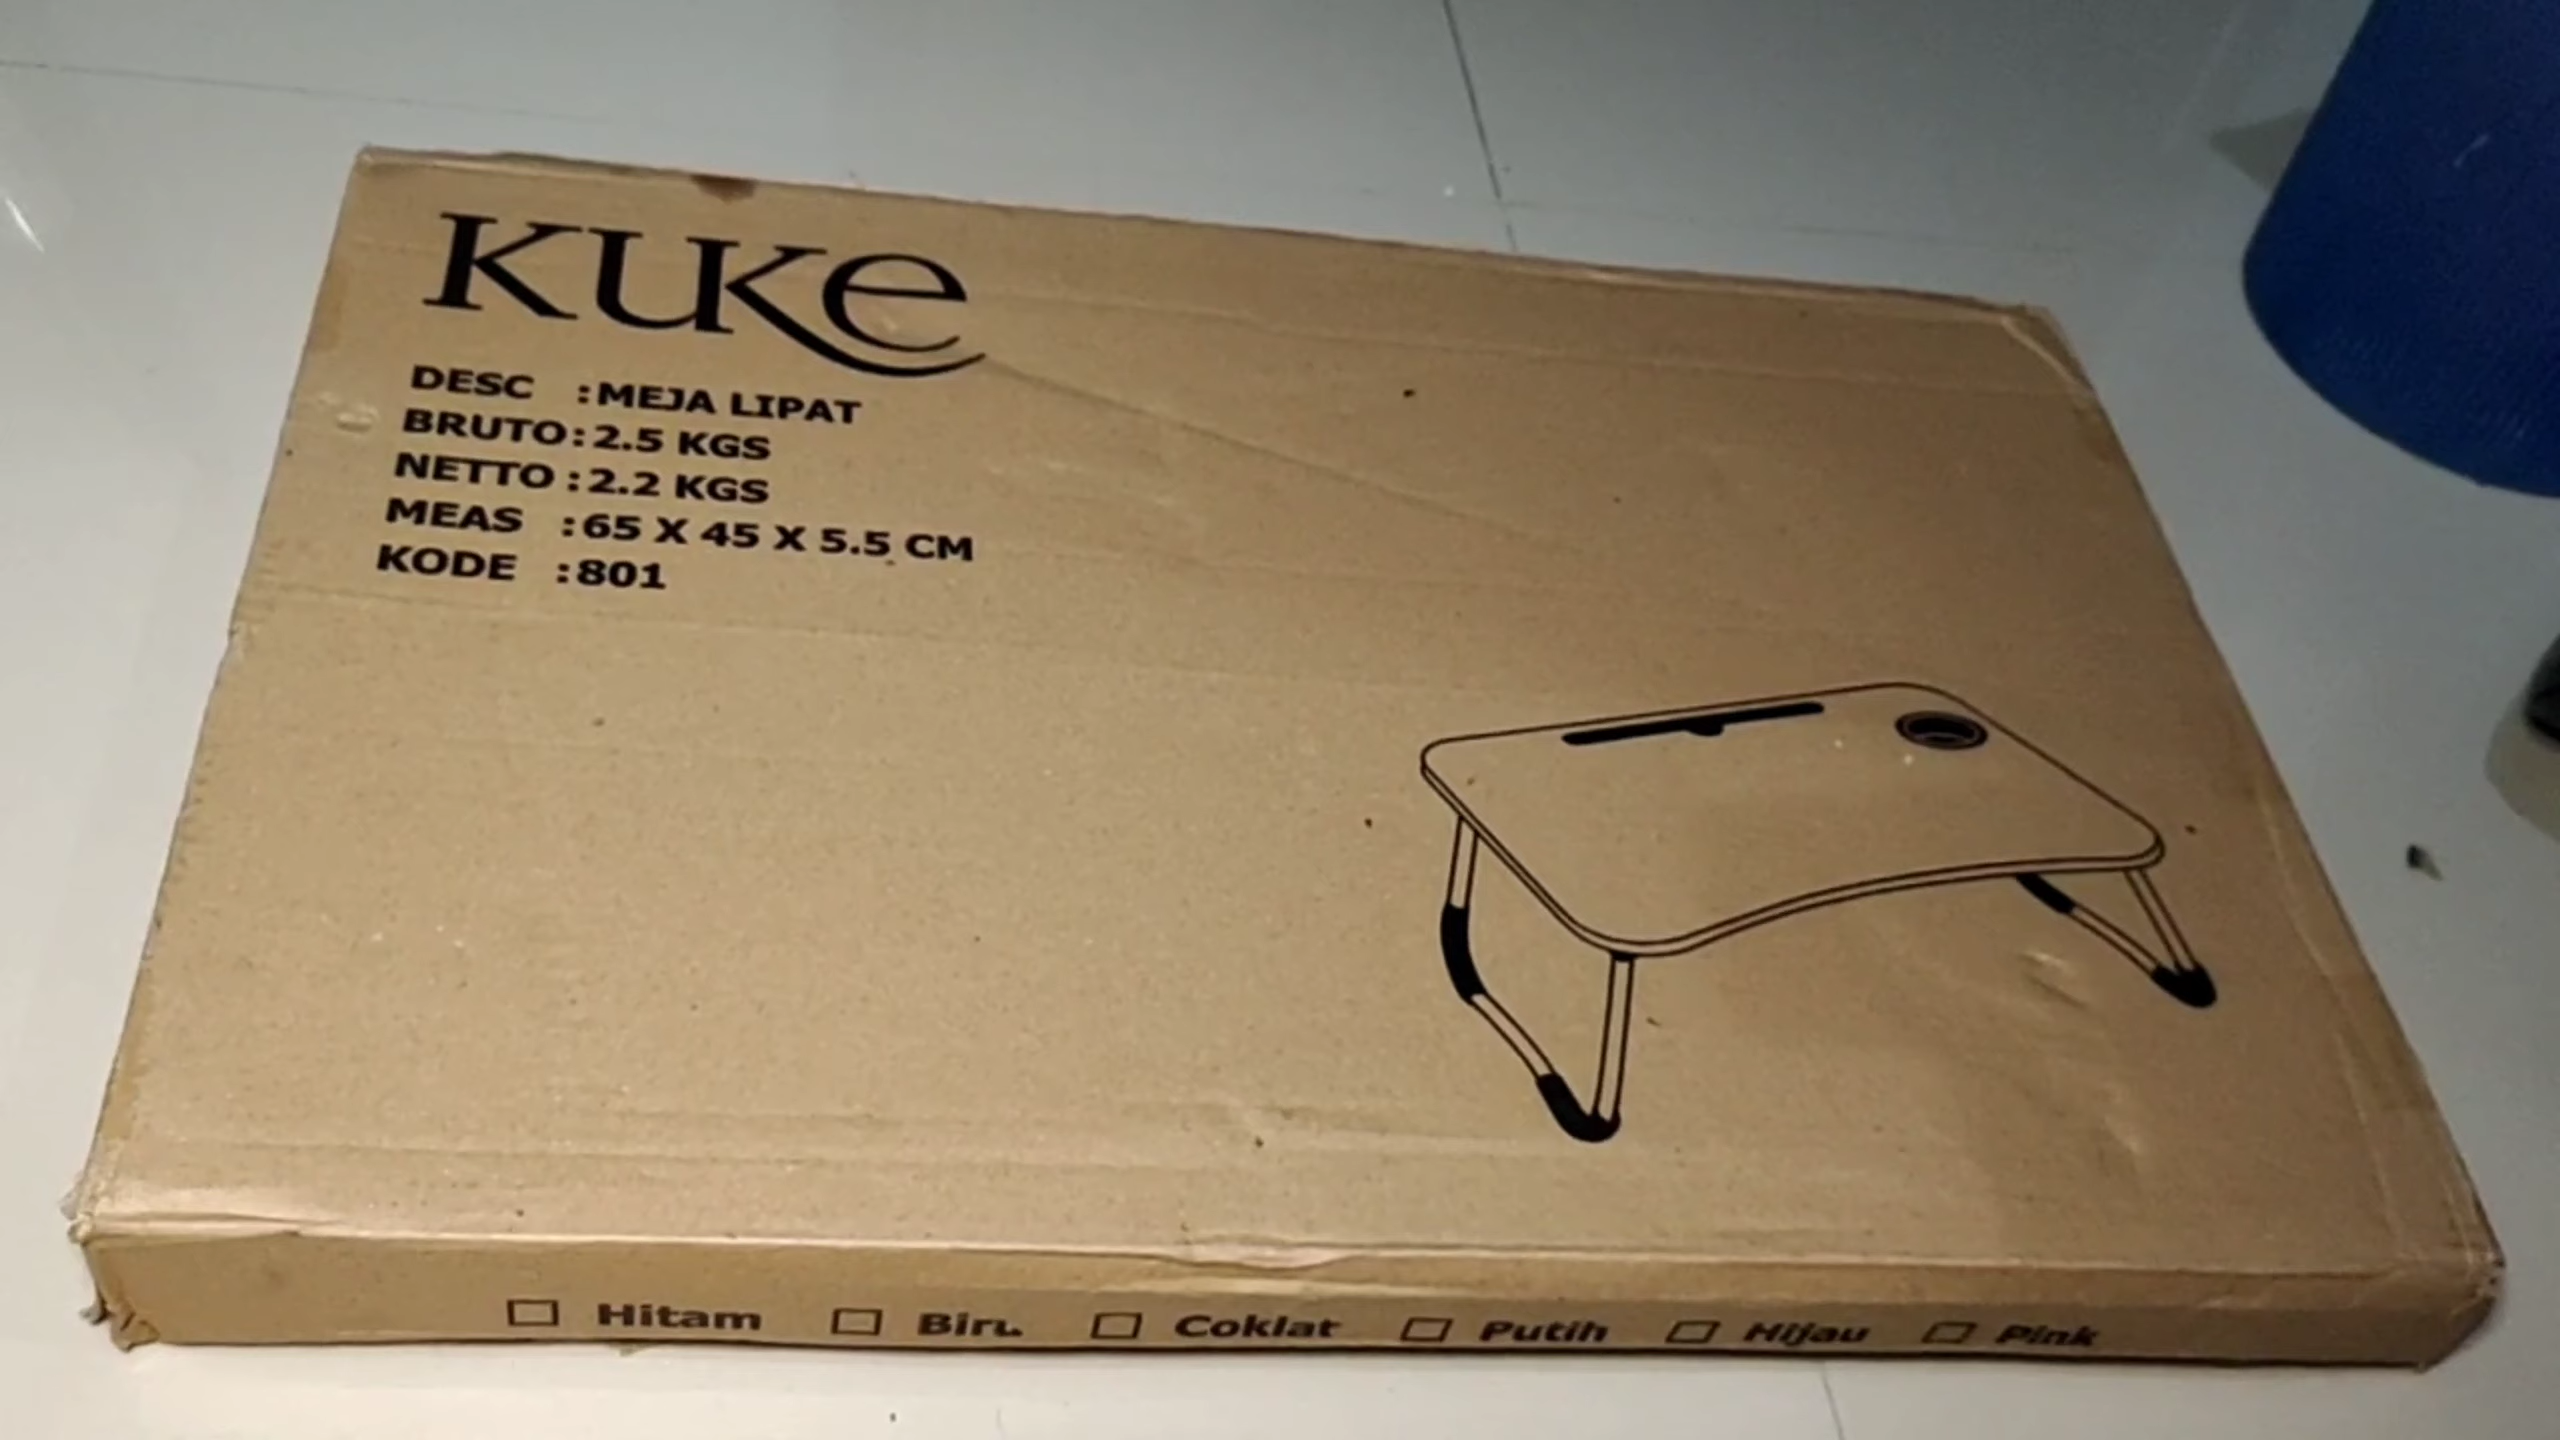 KUKe
DESC :MEJA LIPAT
BRUTO:2.5 KGS
NETTO :2.2 KGS
MEAS :65 X 45 X 5.5 CM
KODE :801
Hitam Biru Coklat Putih Hijau Pink